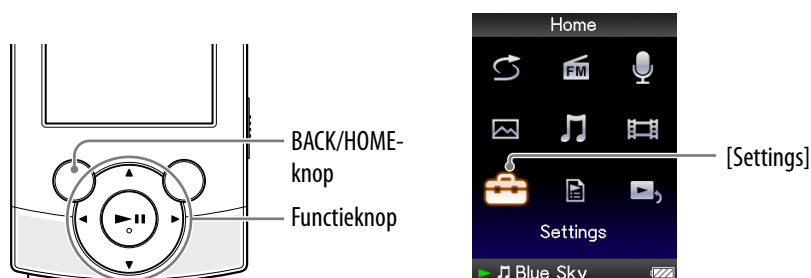 BACK/HOME-
knop
Functieknop
Home
FM
[Settings]
Settings
Blue Sky